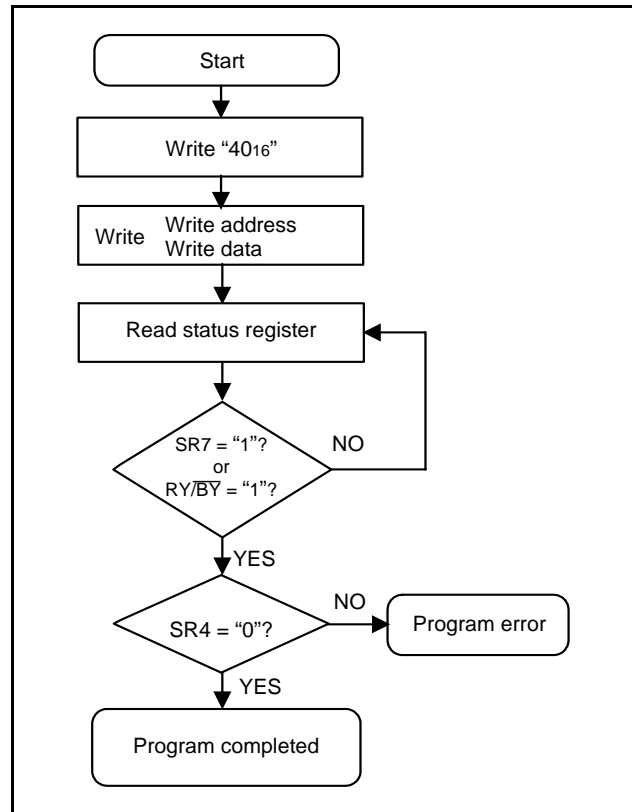 Start
Write “4016”
Write Write address
Write data
Read status register
SR7 = “1”?
or
RY/BY = “1”?
NO
YES
SR4 = “0”?
NO
Program error
YES
Program completed